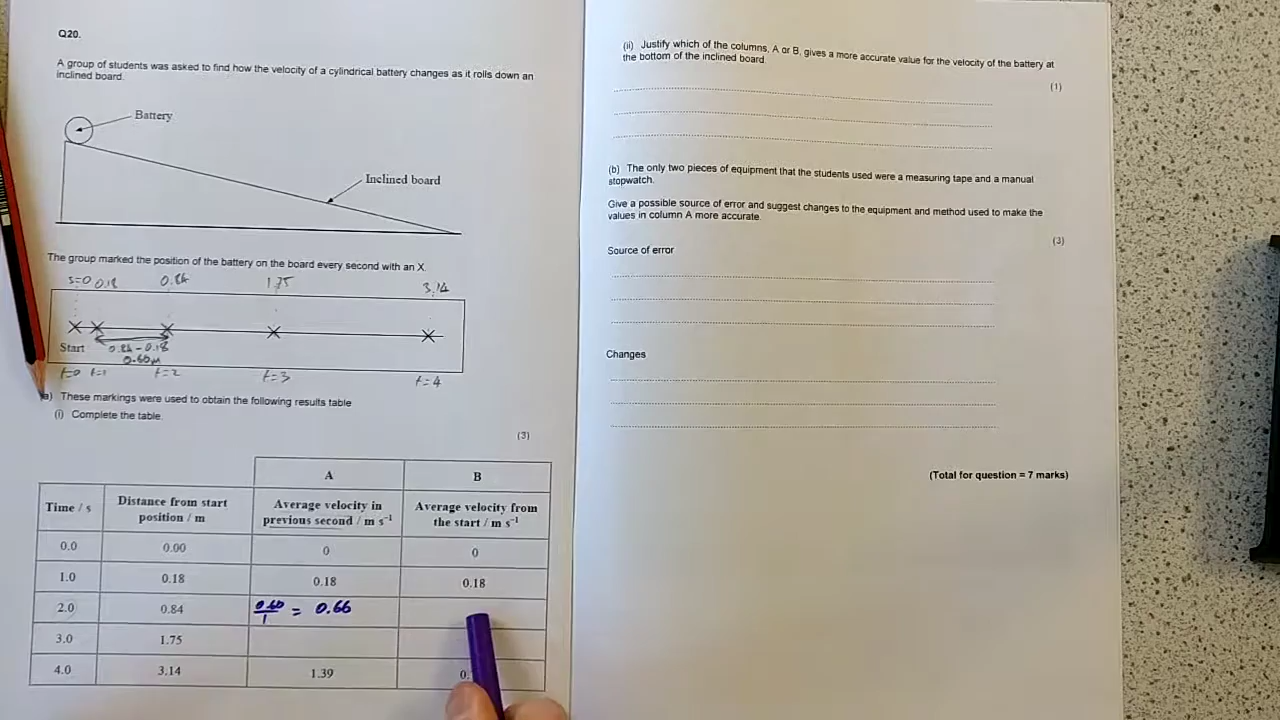 Q20.
A group of students was asked to find how the velocity of a cylindrical battery changes as it rolls down an
inclined board.
Battery
Inclined board
The group marked the position of the battery on the board every second with an X.
s=0 0.18 0.84 1.75 3.14
Start 0.84 - 0.18
0.60m
t=0 t=1 t=2 t=3 t=4
a) These markings were used to obtain the following results table
(i) Complete the table.
(3)
A B
Time / s Distance from start position / m Average velocity in previous second / m s⁻¹ Average velocity from the start / m s⁻¹
0.0 0.00 0 0
1.0 0.18 0.18 0.18
2.0 0.84 0.60/1 = 0.66
3.0 1.75
4.0 3.14 1.39 0.
(ii) Justify which of the columns, A or B, gives a more accurate value for the velocity of the battery at
the bottom of the inclined board.
(1)
(b) The only two pieces of equipment that the students used were a measuring tape and a manual
stopwatch.
Give a possible source of error and suggest changes to the equipment and method used to make the
values in column A more accurate.
(3)
Source of error
Changes
(Total for question = 7 marks)